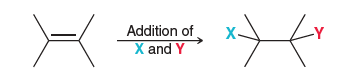 Addition of
X and Y
X
Y